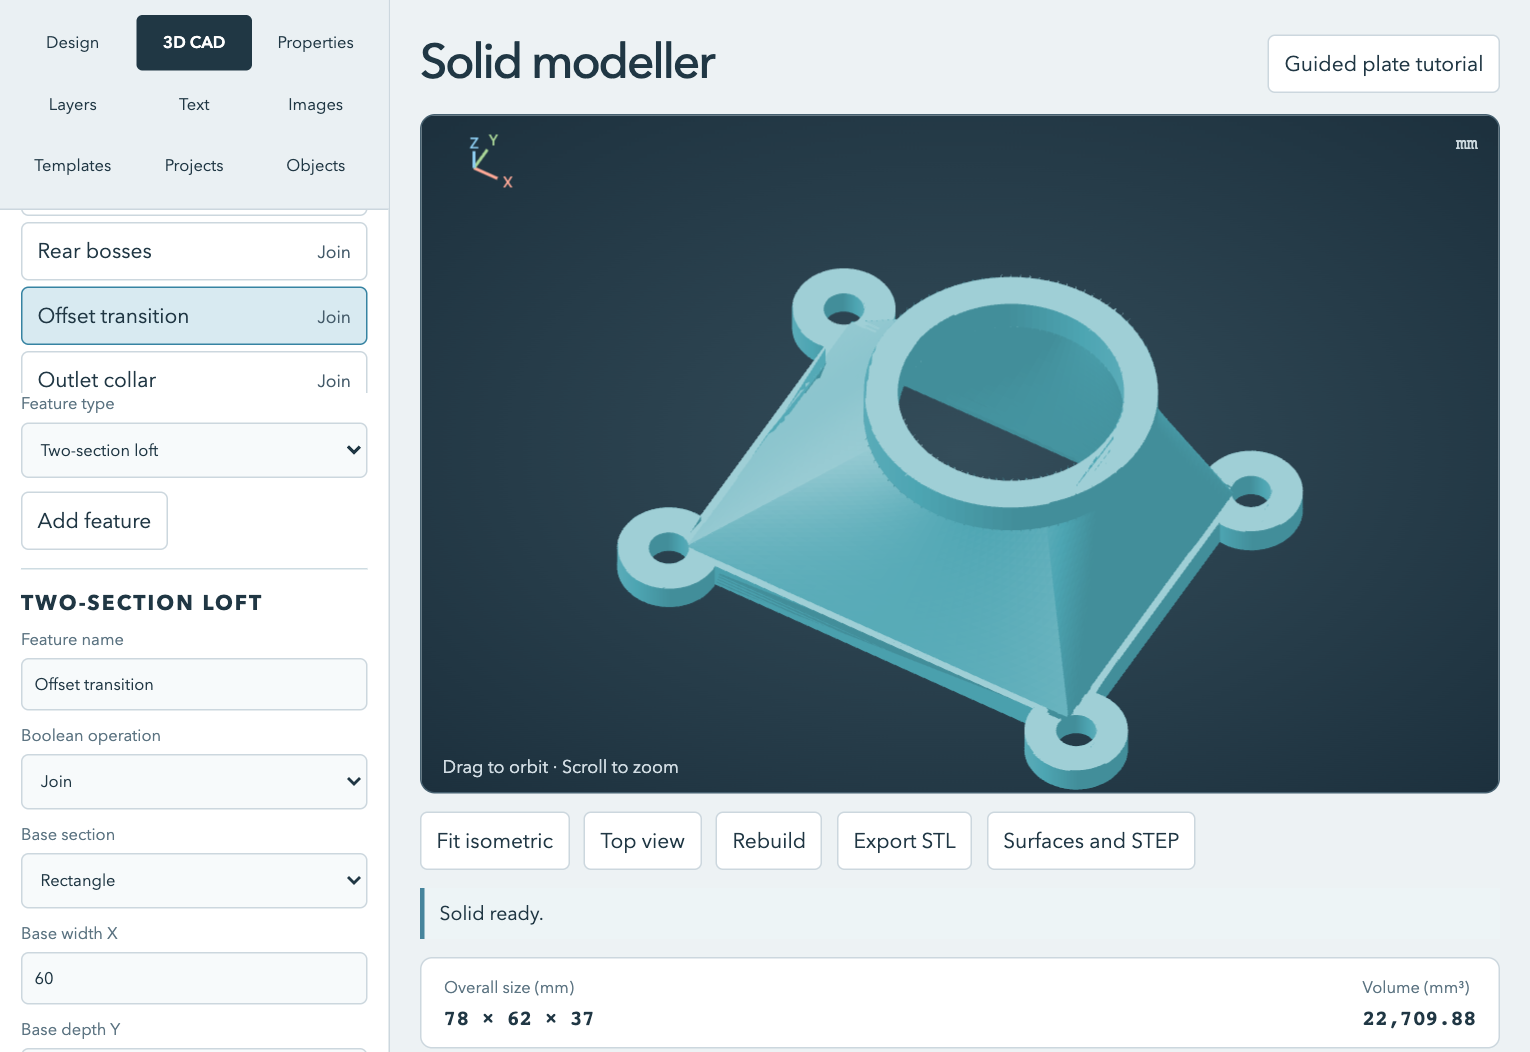 Design
3D CAD
Properties
Layers
Text
Images
Templates
Projects
Objects
Rear bosses Join
Offset transition Join
Outlet collar Join
Feature type
Two-section loft
Add feature
TWO-SECTION LOFT
Feature name
Offset transition
Boolean operation
Join
Base section
Rectangle
Base width X
60
Base depth Y
Solid modeller
Guided plate tutorial
Z Y
X
mm
Drag to orbit · Scroll to zoom
Fit isometric
Top view
Rebuild
Export STL
Surfaces and STEP
Solid ready.
Overall size (mm)
78 × 62 × 37
Volume (mm³)
22,709.88